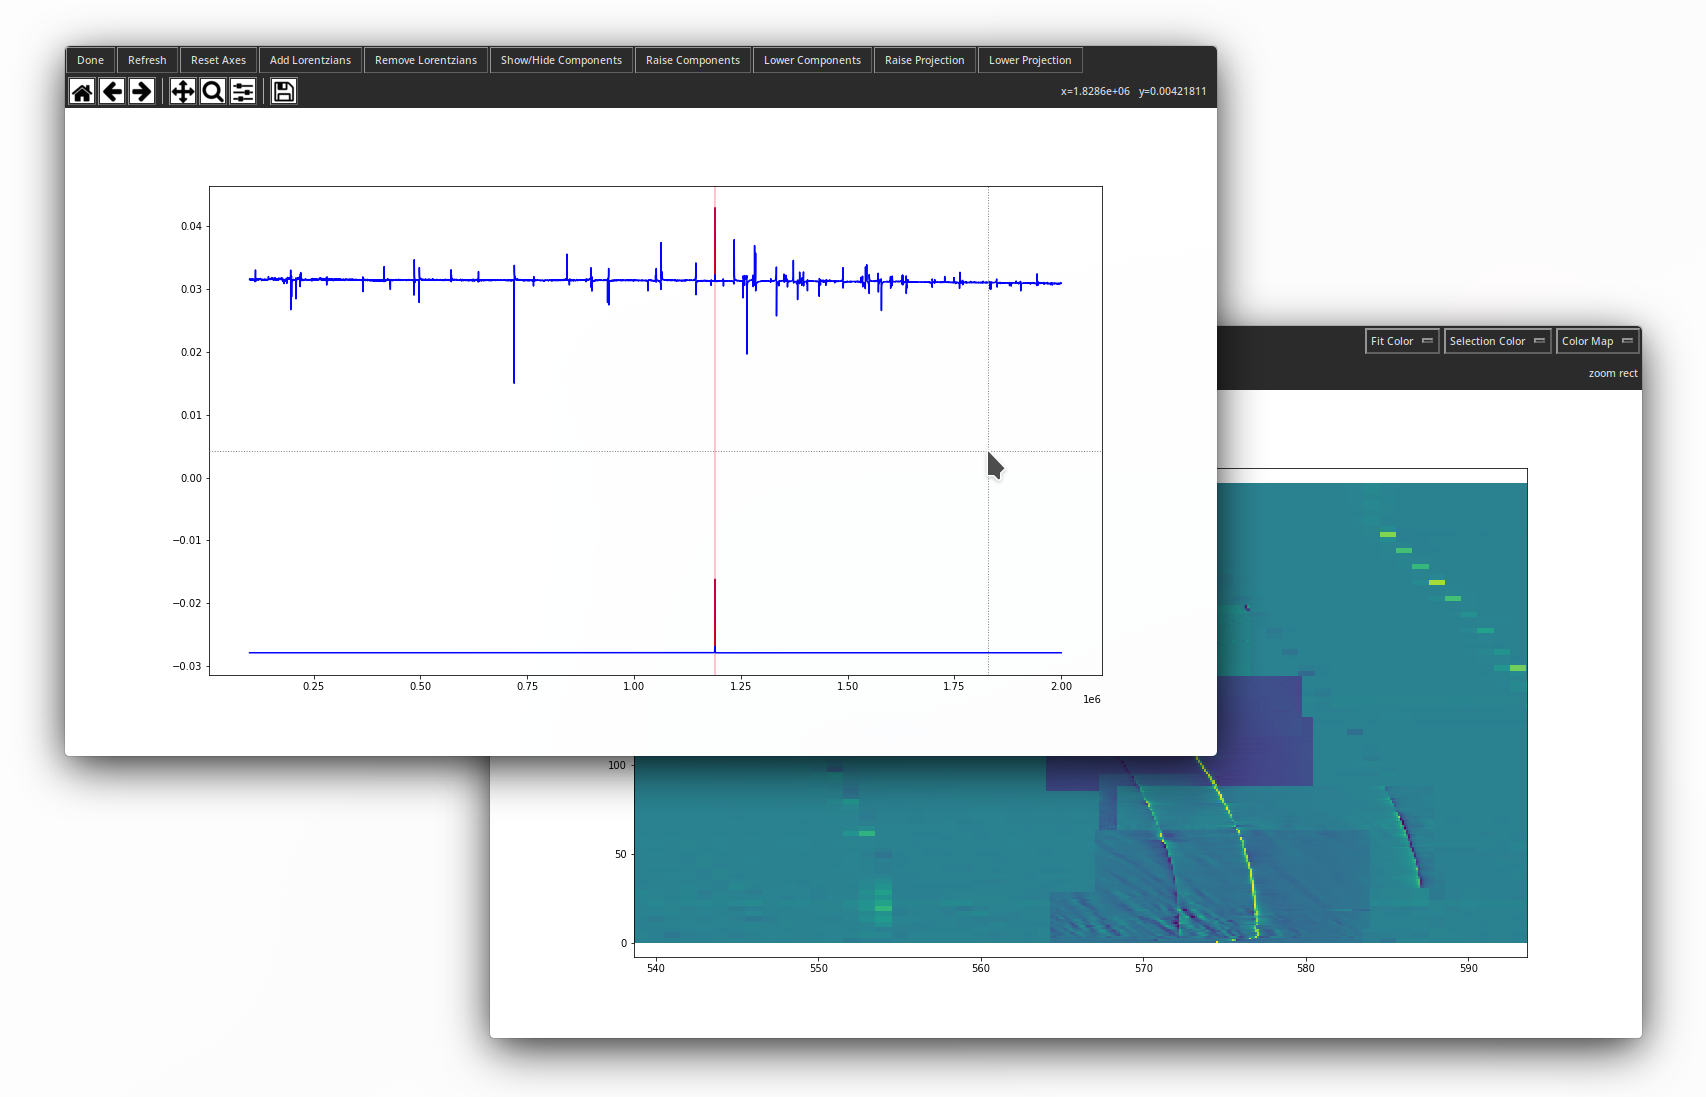 Done Refresh Reset Axes Add Lorentzians Remove Lorentzians Show/Hide Components Raise Components Lower Components Raise Projection Lower Projection
x=1.8286e+06 y=0.00421811
0.04
0.03
0.02
0.01
0.00
−0.01
−0.02
−0.03
0.25 0.50 0.75 1.00 1.25 1.50 1.75 2.00
1e6
Fit Color Selection Color Color Map
zoom rect
100
50
0
540 550 560 570 580 590